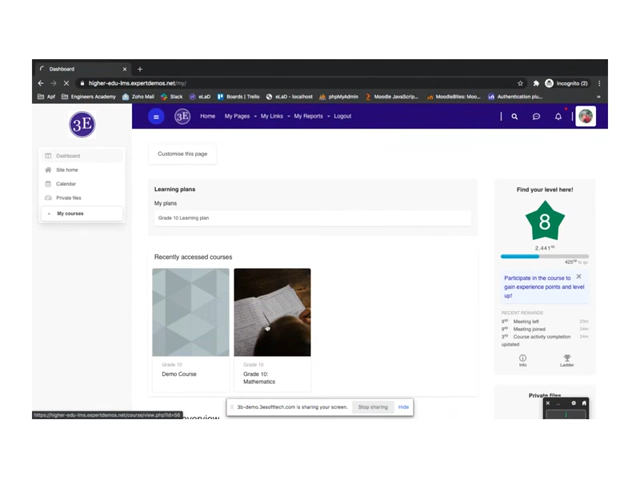 Dashboard
higher-edu-lms.expertdemos.net/my/
Incognito (2)
Apf Engineers Academy Zoho Mail Slack eLaD Boards | Trello eLaD - localhost phpMyAdmin Moodle JavaScrip... MoodleBites: Moo... Authentication plu...
3E
3E Home My Pages My Links My Reports Logout
Dashboard
Site home
Calendar
Private files
My courses
Customise this page
Learning plans
My plans
Grade 10 Learning plan
Recently accessed courses
Grade 10
Demo Course
Grade 10
Grade 10:
Mathematics
Find your level here!
8
2,441xp
to go
Participate in the course to
gain experience points and level
up!
RECENT REWARDS
Meeting left
Meeting joined
Course activity completion
updated
Info Ladder
Private files
3b-demo.3esofttech.com is sharing your screen. Stop sharing Hide
https://higher-edu-lms.expertdemos.net/course/view.php?id=56
overview